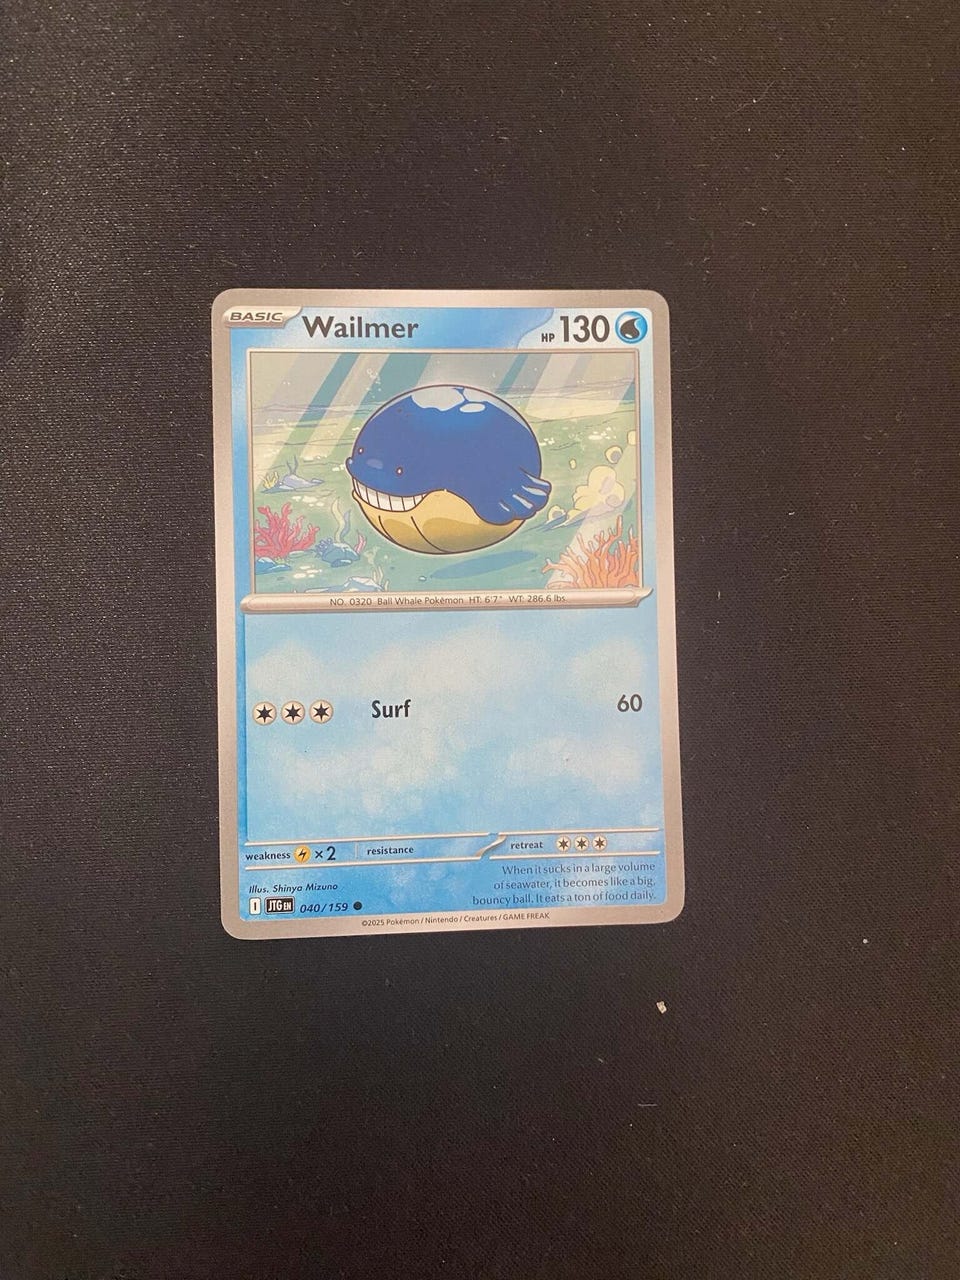 BASIC Wailmer HP 130
NO. 0320 Ball Whale Pokémon HT: 6'7" WT: 286.6 lbs.
Surf 60
weakness ×2 resistance retreat
When it sucks in a large volume
of seawater, it becomes like a big,
bouncy ball. It eats a ton of food daily.
Illus. Shinya Mizuno
I JTG EN 040/159
©2025 Pokémon / Nintendo / Creatures / GAME FREAK